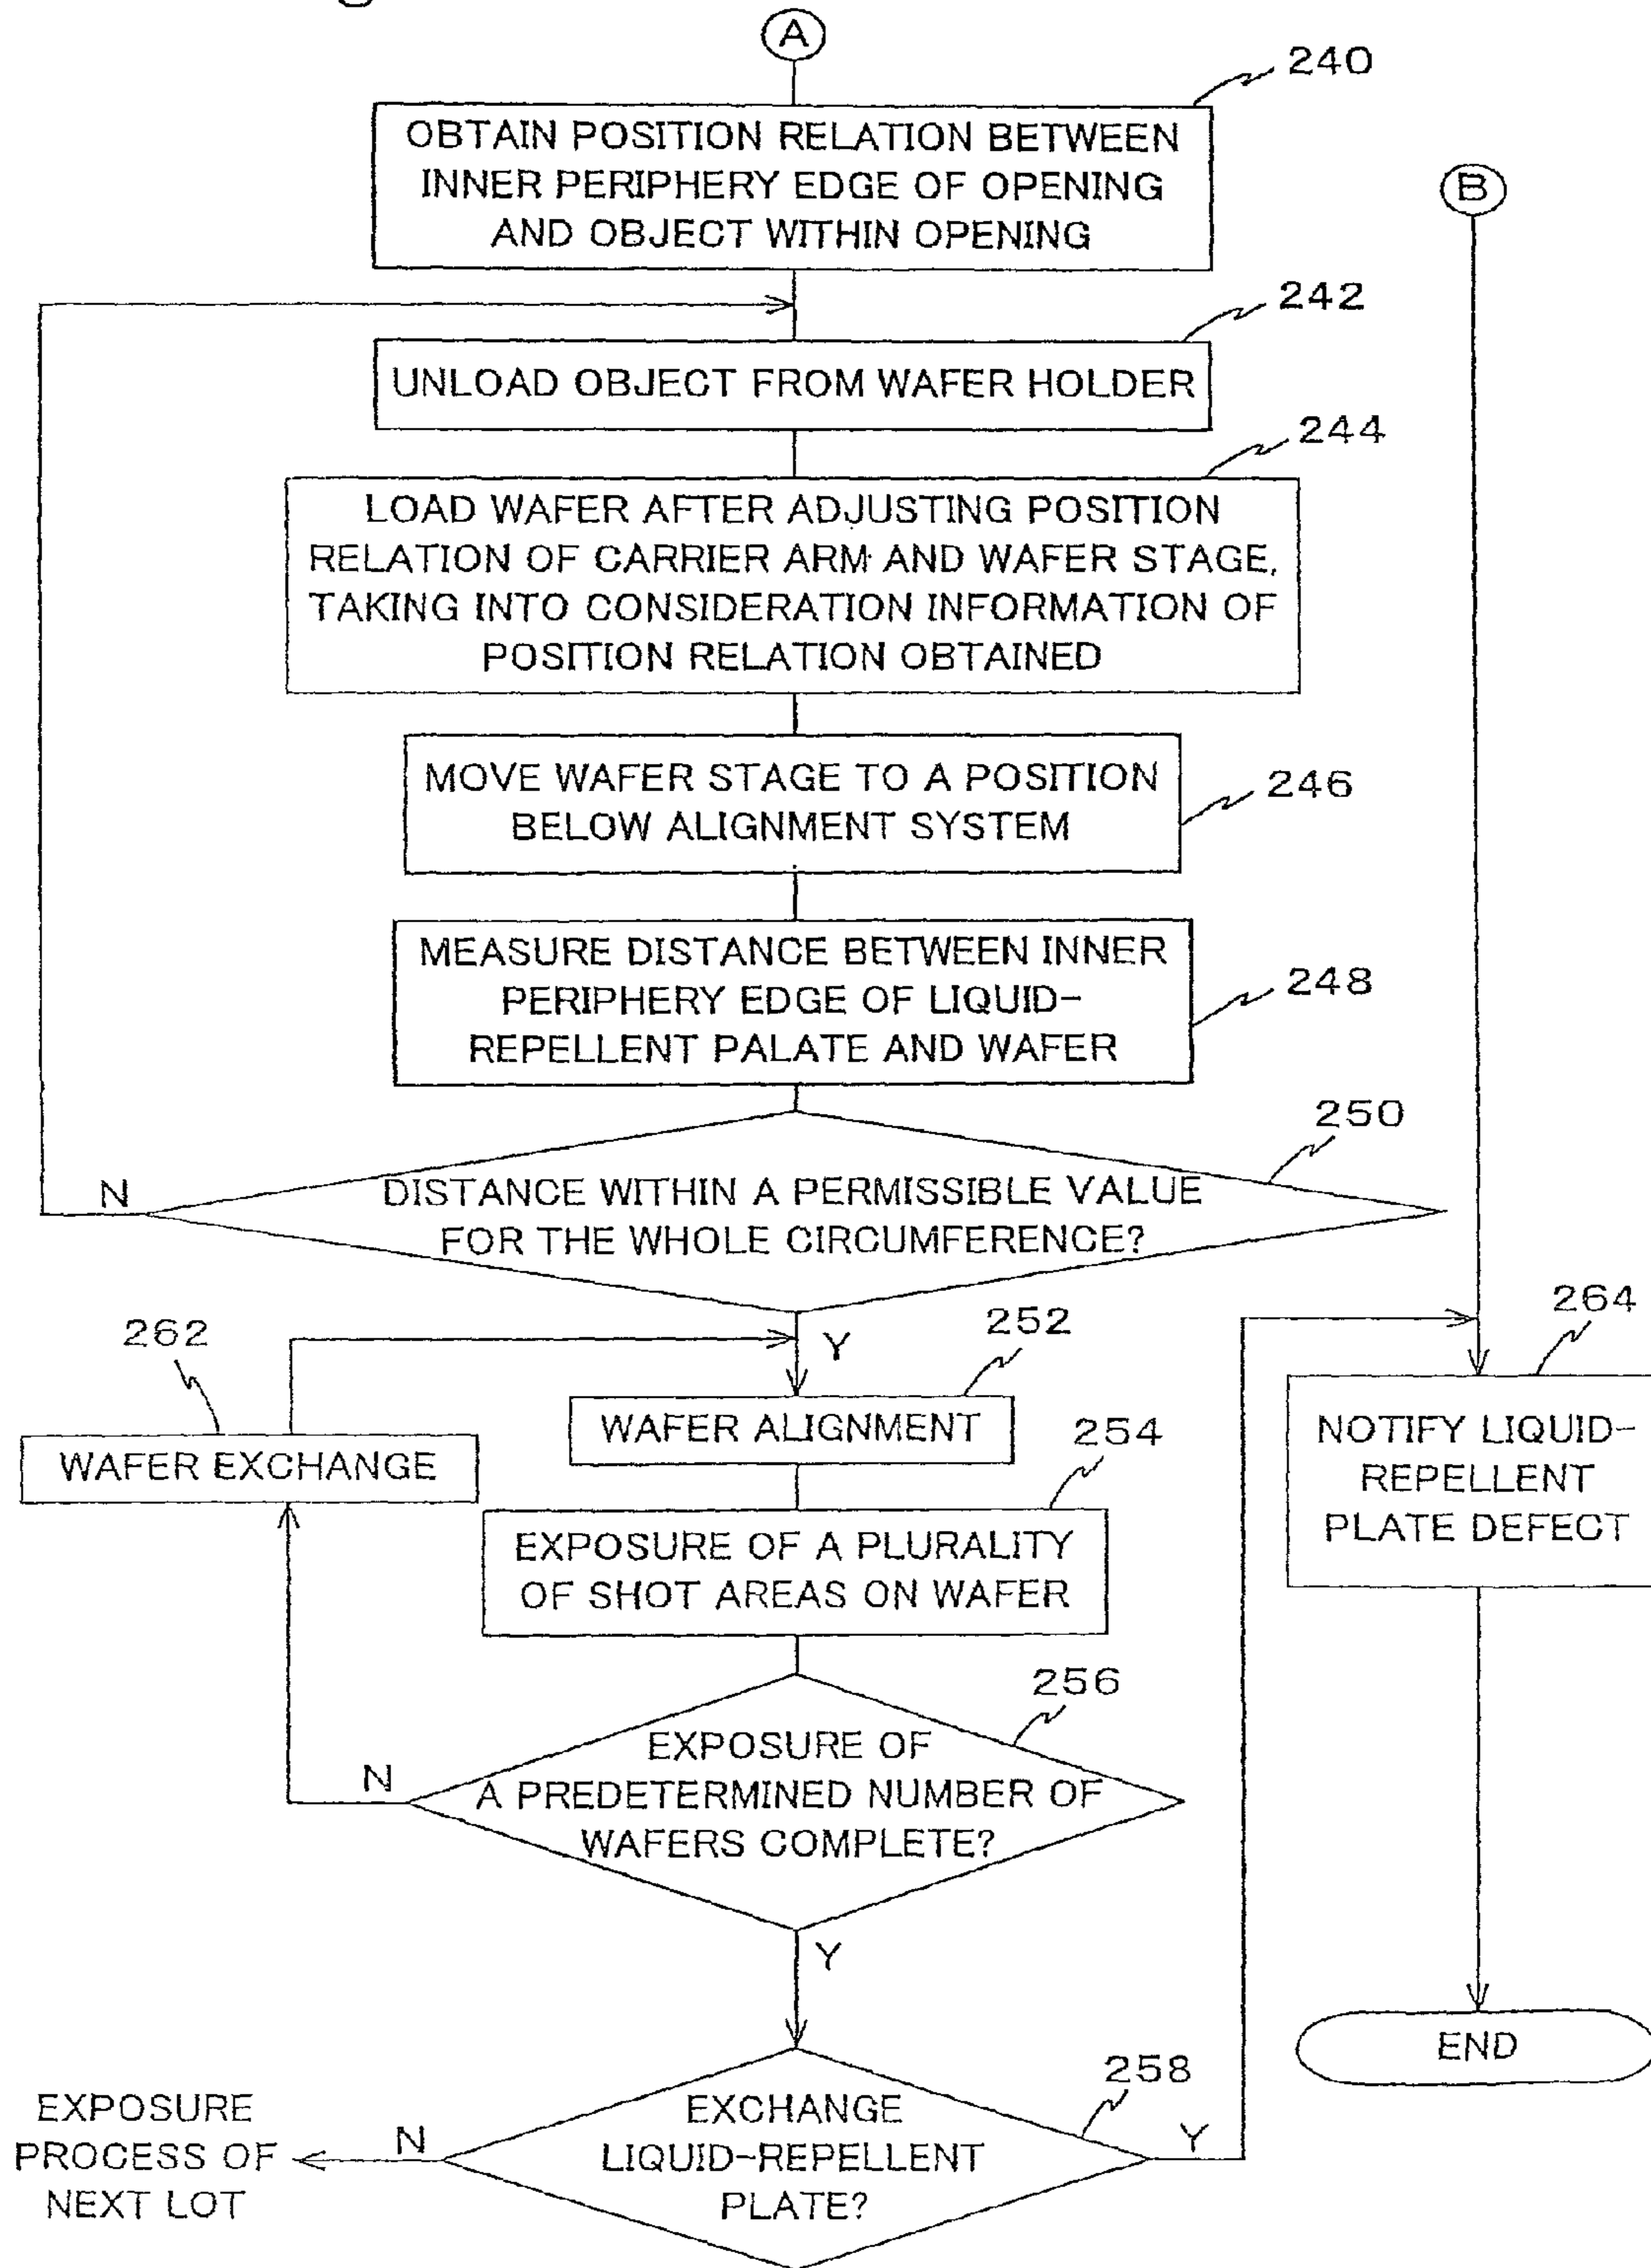 A
240
OBTAIN POSITION RELATION BETWEEN
INNER PERIPHERY EDGE OF OPENING
AND OBJECT WITHIN OPENING
B
242
UNLOAD OBJECT FROM WAFER HOLDER
244
LOAD WAFER AFTER ADJUSTING POSITION
RELATION OF CARRIER ARM AND WAFER STAGE,
TAKING INTO CONSIDERATION INFORMATION OF
POSITION RELATION OBTAINED
MOVE WAFER STAGE TO A POSITION
BELOW ALIGNMENT SYSTEM
246
MEASURE DISTANCE BETWEEN INNER
PERIPHERY EDGE OF LIQUID-
REPELLENT PALATE AND WAFER
248
250
N
DISTANCE WITHIN A PERMISSIBLE VALUE
FOR THE WHOLE CIRCUMFERENCE?
Y
262
252
264
WAFER EXCHANGE
WAFER ALIGNMENT
254
EXPOSURE OF A PLURALITY
OF SHOT AREAS ON WAFER
NOTIFY LIQUID-
REPELLENT
PLATE DEFECT
256
N
EXPOSURE OF
A PREDETERMINED NUMBER OF
WAFERS COMPLETE?
Y
END
258
EXCHANGE
LIQUID-REPELLENT
PLATE?
N
Y
EXPOSURE
PROCESS OF
NEXT LOT